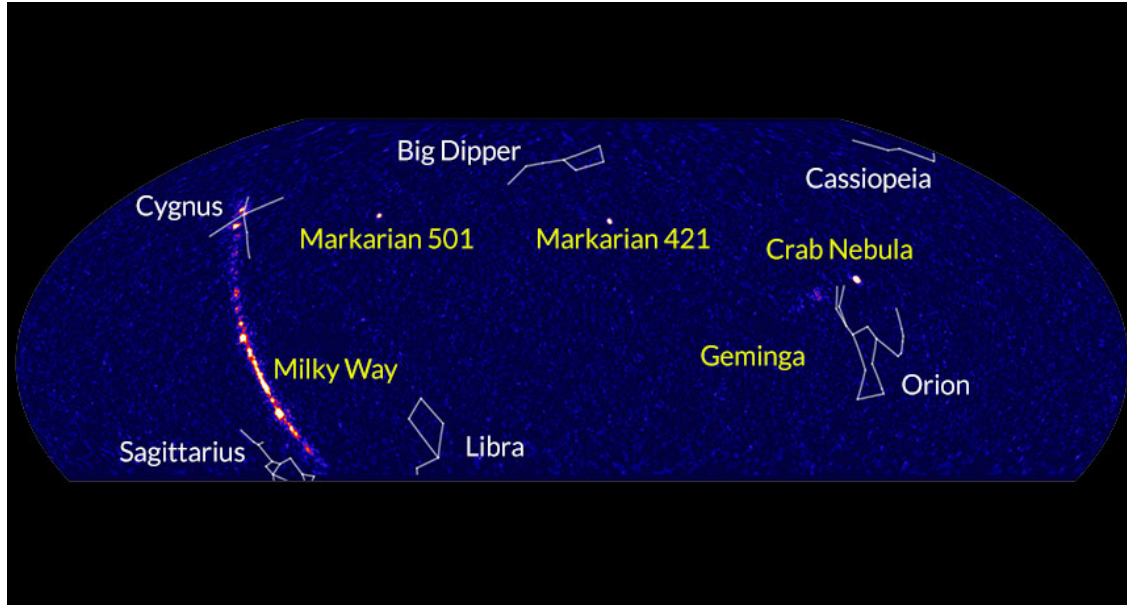 Big Dipper
Cassiopeia
Cygnus
Markarian 501
Markarian 421
Crab Nebula
Milky Way
Geminga
Orion
Sagittarius
Libra